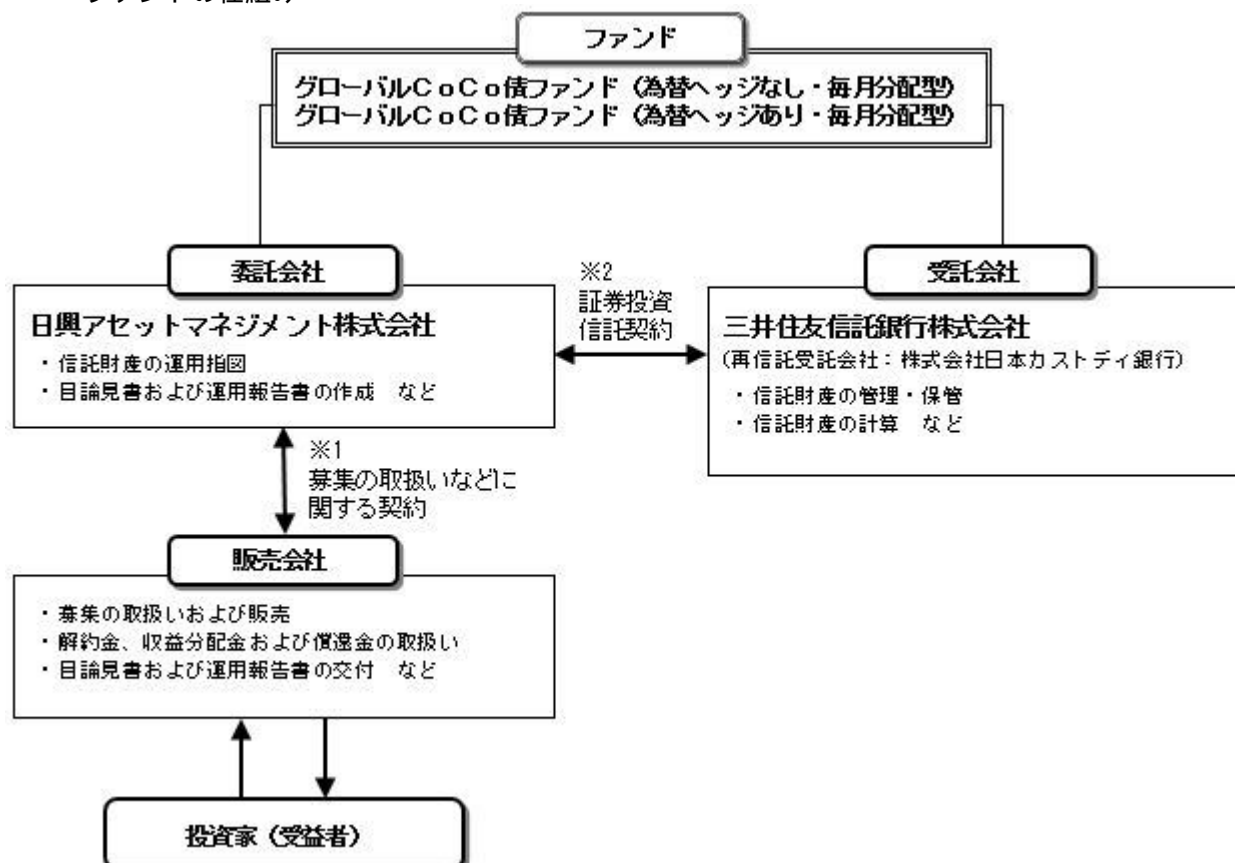 ファンドの仕組み
ファンド
グローバルCoCo債ファンド（為替ヘッジなし・毎月分配型）
グローバルCoCo債ファンド（為替ヘッジあり・毎月分配型）
委託会社
日興アセットマネジメント株式会社
・信託財産の運用指図
・目論見書および運用報告書の作成　など
※2
証券投資
信託契約
受託会社
三井住友信託銀行株式会社
（再信託受託会社：株式会社日本カストディ銀行）
・信託財産の管理・保管
・信託財産の計算　など
※1
募集の取扱いなどに
関する契約
販売会社
・募集の取扱いおよび販売
・解約金、収益分配金および償還金の取扱い
・目論見書および運用報告書の交付　など
投資家（受益者）